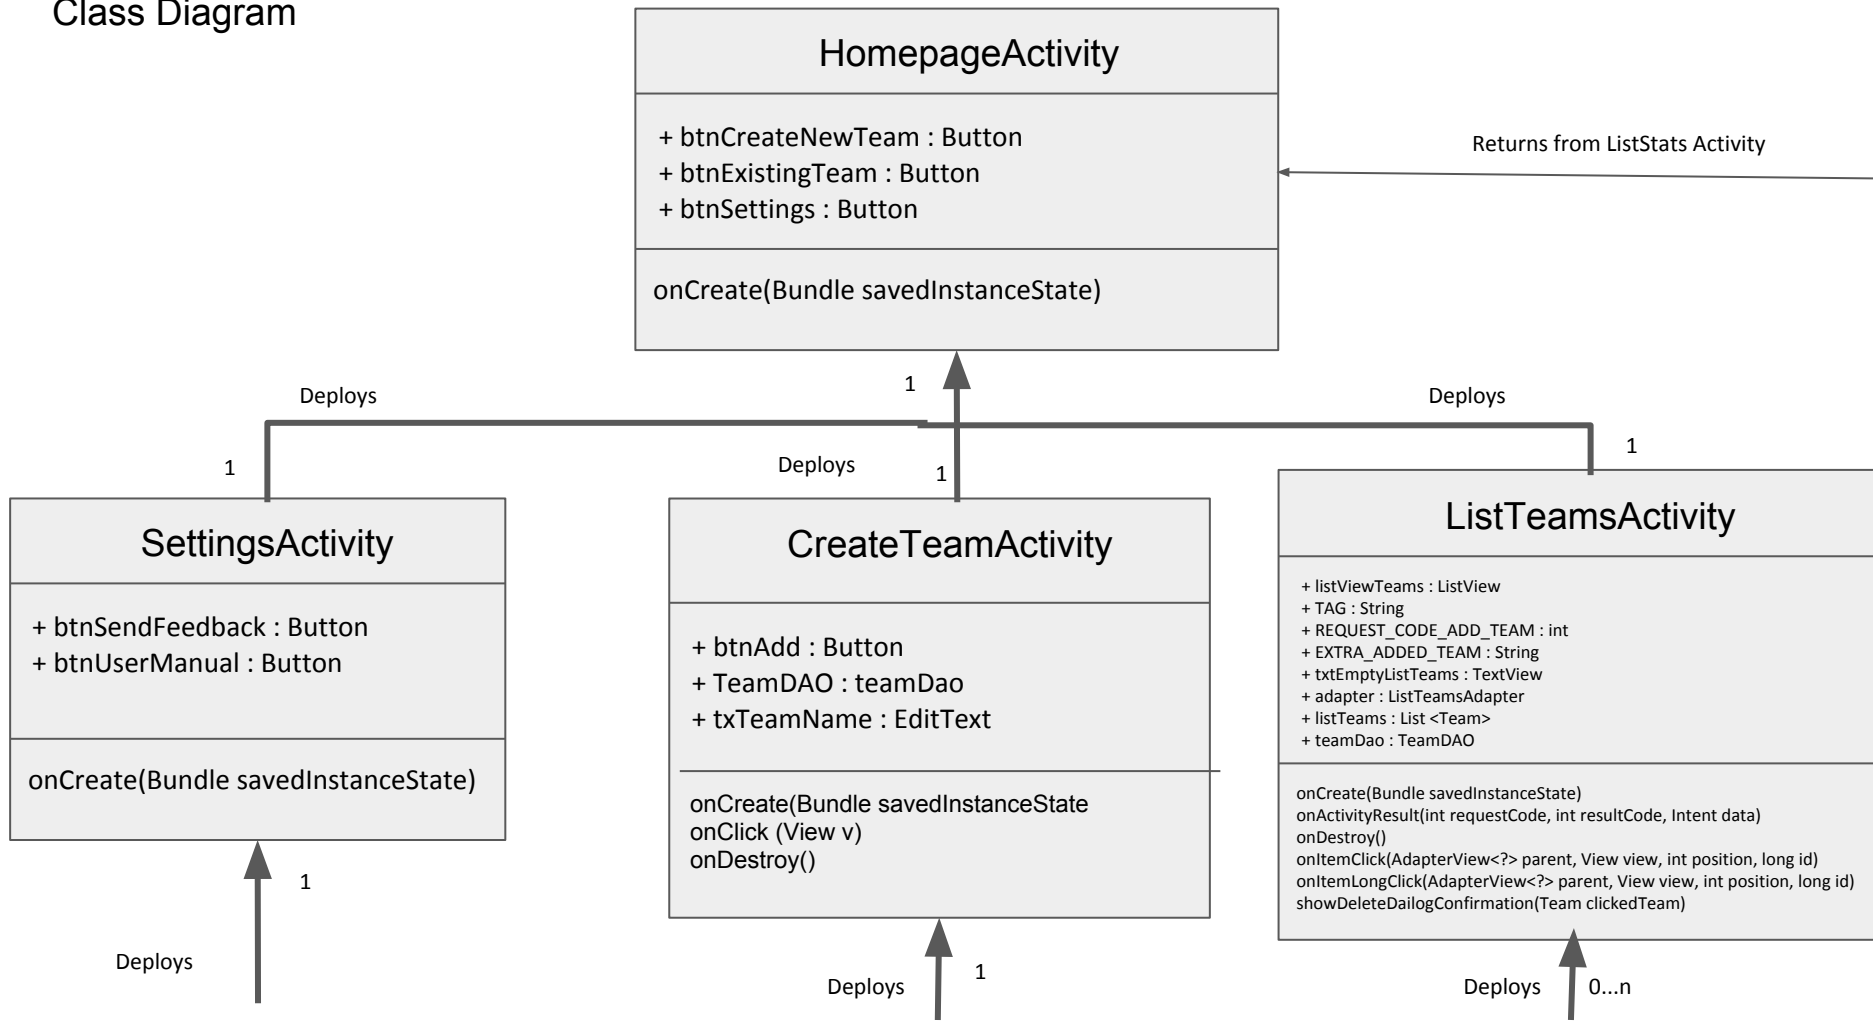 Class Diagram
HomepageActivity
+ btnCreateNewTeam : Button
+ btnExistingTeam : Button
+ btnSettings : Button
onCreate(Bundle savedInstanceState)
Returns from ListStats Activity
Deploys
1
Deploys
1
Deploys
1
1
SettingsActivity
+ btnSendFeedback : Button
+ btnUserManual : Button
onCreate(Bundle savedInstanceState)
1
Deploys
CreateTeamActivity
+ btnAdd : Button
+ TeamDAO : teamDao
+ txTeamName : EditText
onCreate(Bundle savedInstanceState
onClick (View v)
onDestroy()
Deploys
1
ListTeamsActivity
+ listViewTeams : ListView
+ TAG : String
+ REQUEST_CODE_ADD_TEAM : int
+ EXTRA_ADDED_TEAM : String
+ txtEmptyListTeams : TextView
+ adapter : ListTeamsAdapter
+ listTeams : List <Team>
+ teamDao : TeamDAO
onCreate(Bundle savedInstanceState)
onActivityResult(int requestCode, int resultCode, Intent data)
onDestroy()
onItemClick(AdapterView<?> parent, View view, int position, long id)
onItemLongClick(AdapterView<?> parent, View view, int position, long id)
showDeleteDailogConfirmation(Team clickedTeam)
Deploys
0...n